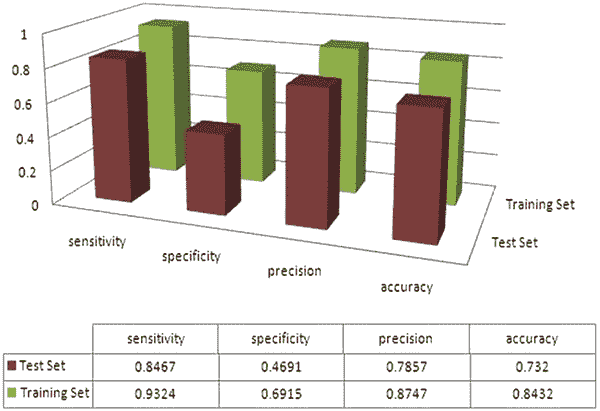 1
0.8
0.6
0.4
0.2
0
sensitivity
specificity
precision
accuracy
Training Set
Test Set
sensitivity specificity precision accuracy
Test Set 0.8467 0.4691 0.7857 0.732
Training Set 0.9324 0.6915 0.8747 0.8432